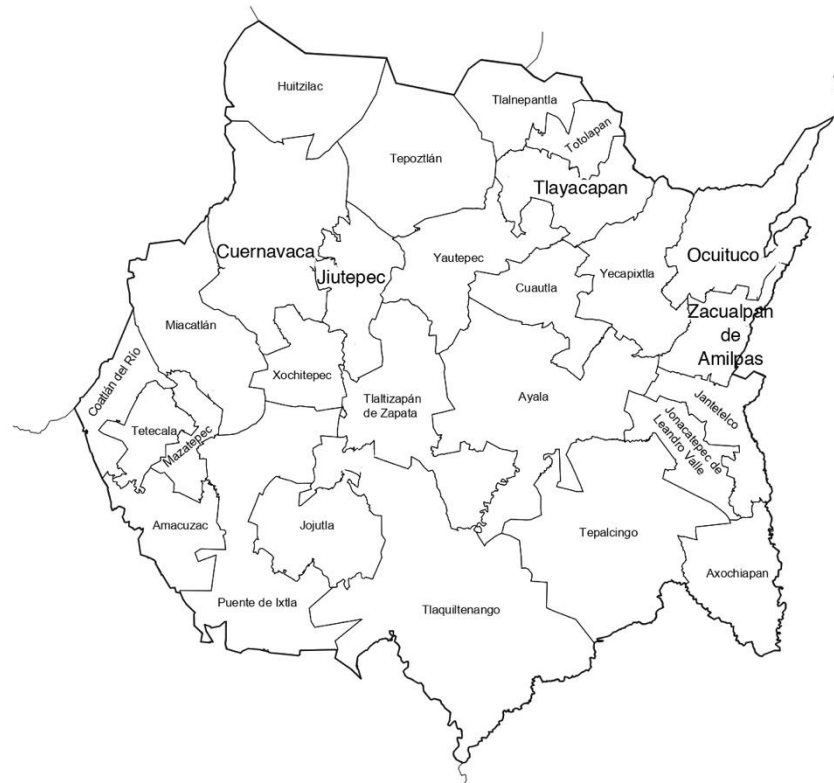 Huitzilac
Tlalnepantla
Totolapan
Tepoztlán
Tlayacapan
Cuernavaca
Jiutepec
Yautepec
Cuautla
Yecapixtla
Ocuituco
Zacualpan
de
Amilpas
Miacatlán
Coatlán del Río
Xochitepec
Tlaltizapán
de Zapata
Ayala
Jantetelco
Jonacatepec de
Leandro Valle
Tetecala
Mazatepec
Amacuzac
Jojutla
Tepalcingo
Axochiapan
Puente de Ixtla
Tlaquiltenango